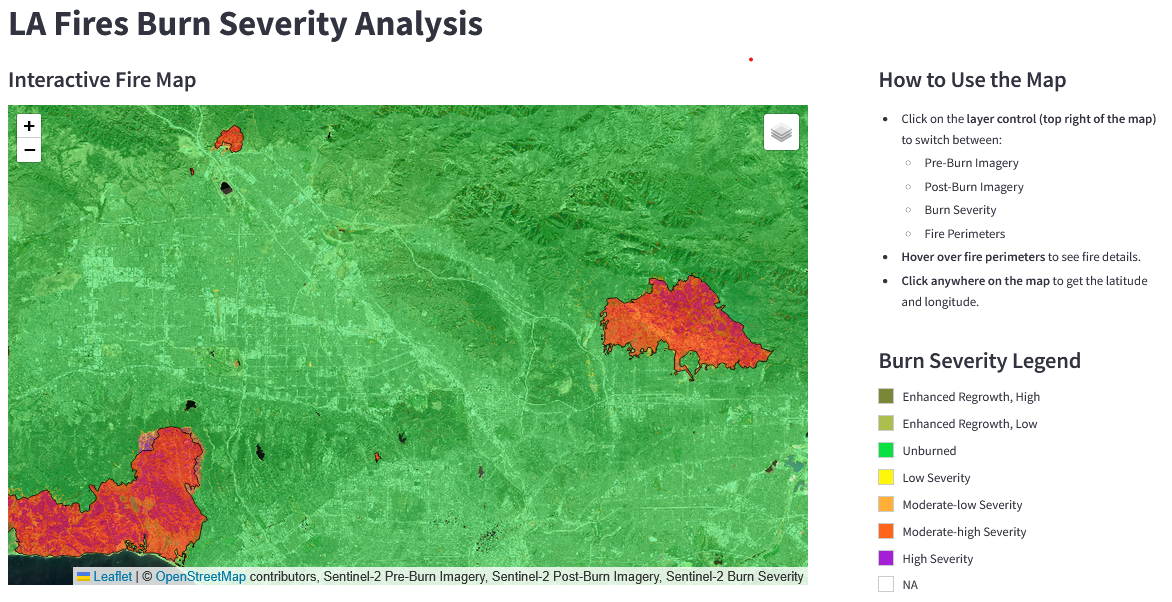 LA Fires Burn Severity Analysis
Interactive Fire Map
+
−
Leaflet | © OpenStreetMap contributors, Sentinel-2 Pre-Burn Imagery, Sentinel-2 Post-Burn Imagery, Sentinel-2 Burn Severity
How to Use the Map
Click on the layer control (top right of the map)
to switch between:
Pre-Burn Imagery
Post-Burn Imagery
Burn Severity
Fire Perimeters
Hover over fire perimeters to see fire details.
Click anywhere on the map to get the latitude
and longitude.
Burn Severity Legend
Enhanced Regrowth, High
Enhanced Regrowth, Low
Unburned
Low Severity
Moderate-low Severity
Moderate-high Severity
High Severity
NA